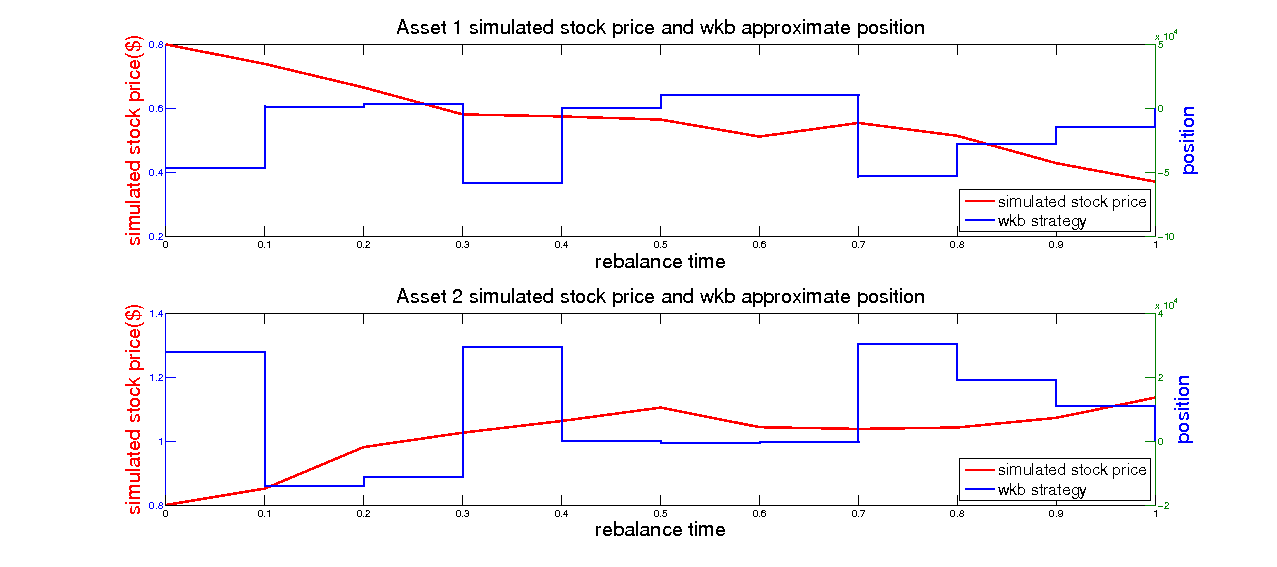 Asset 1 simulated stock price and wkb approximate position
x 10^4
simulated stock price($)
0.8
0.6
0.4
0.2
5
0
-5
-10
position
simulated stock price
wkb strategy
0 0.1 0.2 0.3 0.4 0.5 0.6 0.7 0.8 0.9 1
rebalance time
Asset 2 simulated stock price and wkb approximate position
x 10^4
simulated stock price($)
1.4
1.2
1
0.8
4
2
0
-2
position
simulated stock price
wkb strategy
0 0.1 0.2 0.3 0.4 0.5 0.6 0.7 0.8 0.9 1
rebalance time